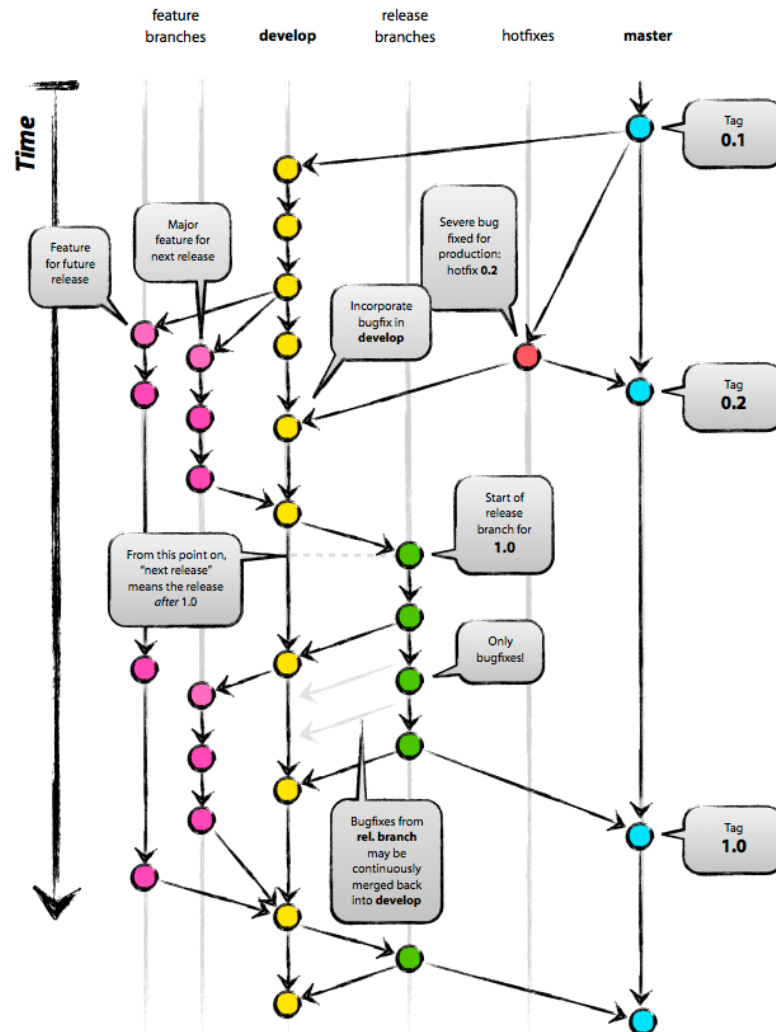 feature
branches
develop
release
branches
hotfixes
master
Time
Tag
0.1
Major
feature for
next release
Feature
for future
release
Severe bug
fixed for
production:
hotfix 0.2
Incorporate
bugfix in
develop
Tag
0.2
Start of
release
branch for
1.0
From this point on,
“next release”
means the release
after 1.0
Only
bugfixes!
Bugfixes from
rel. branch
may be
continuously
merged back
into develop
Tag
1.0